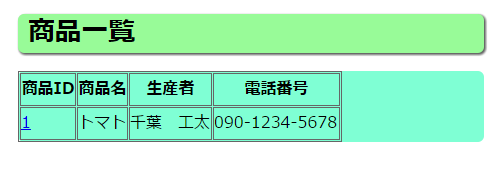 商品一覧
商品ID 商品名 生産者 電話番号
1 トマト 千葉　工太 090-1234-5678